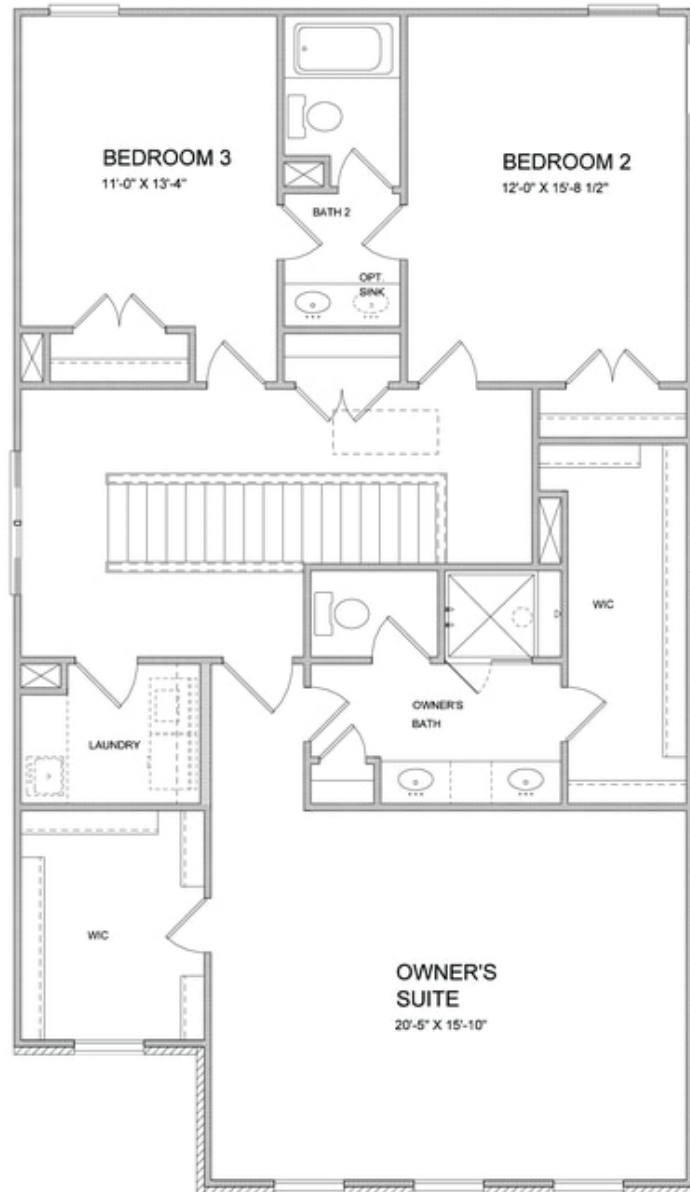 BEDROOM 3
11'-0" X 13'-4"
BEDROOM 2
12'-0" X 15'-8 1/2"
BATH 2
OPT.
SINK
WIC
OWNER'S
BATH
LAUNDRY
WIC
OWNER'S
SUITE
20'-5" X 15'-10"